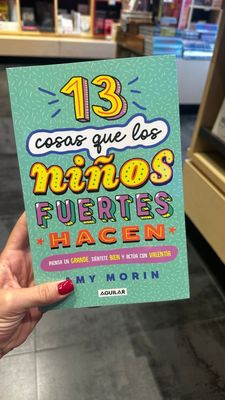 13
cosas que los
niños
FUERTES
HACEN
PIENSA EN GRANDE, SIÉNTETE BIEN Y ACTÚA CON VALENTÍA
AMY MORIN
AGUILAR